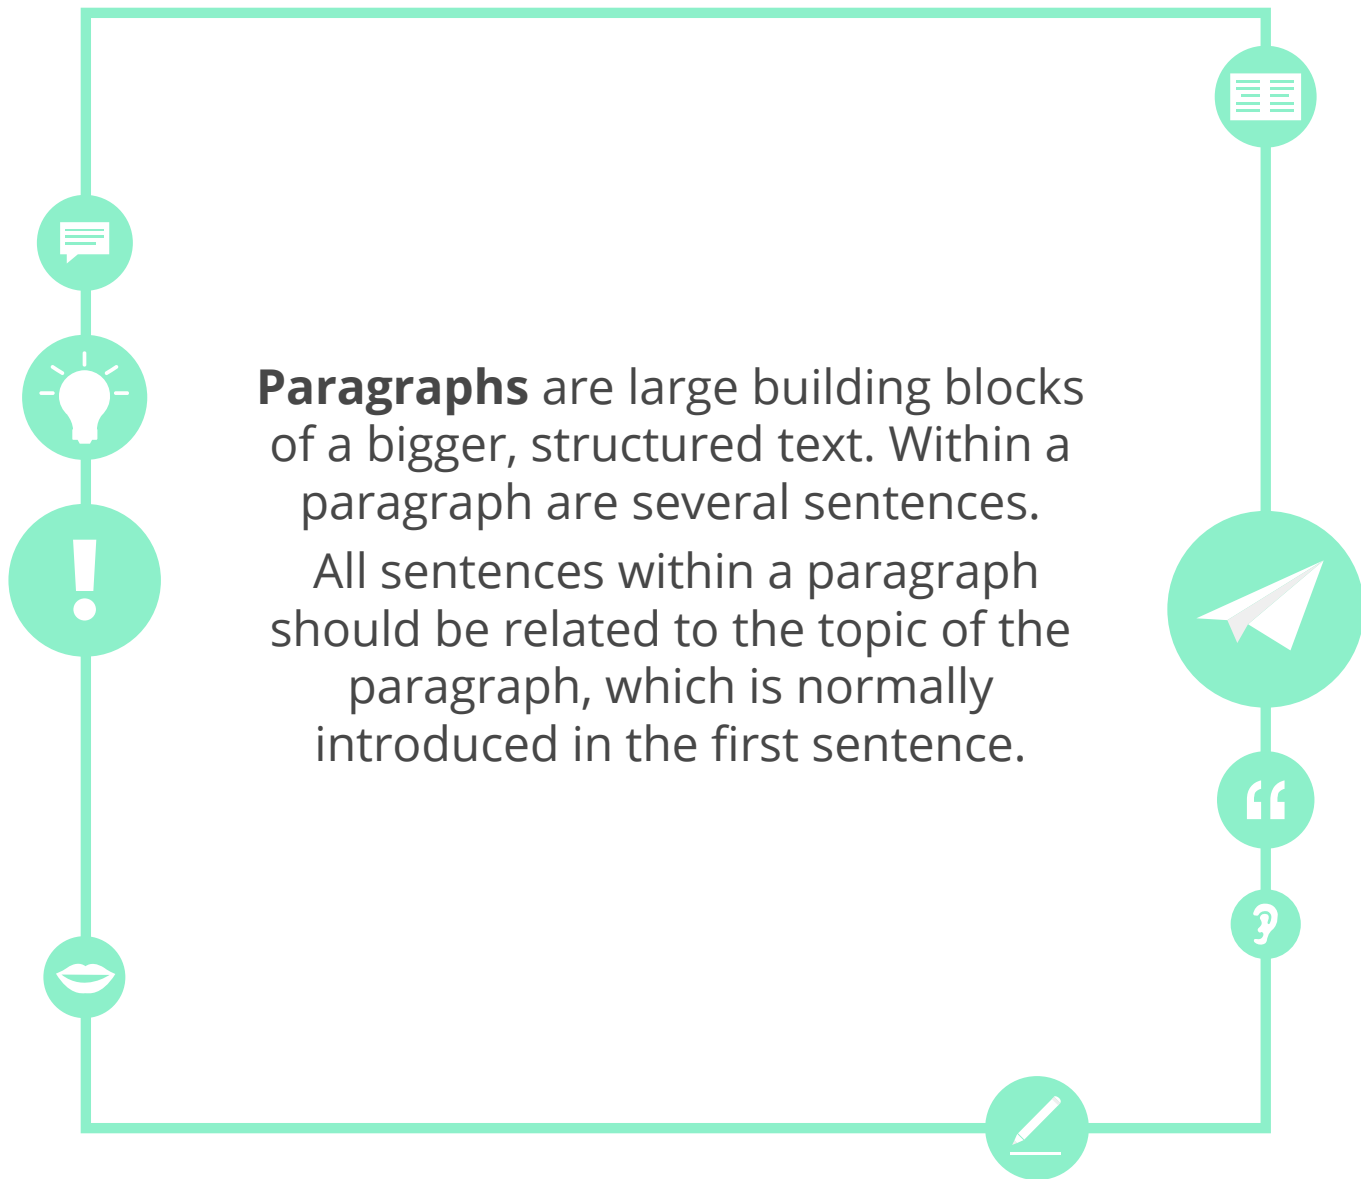 Paragraphs are large building blocks
of a bigger, structured text. Within a
paragraph are several sentences.
All sentences within a paragraph
should be related to the topic of the
paragraph, which is normally
introduced in the first sentence.